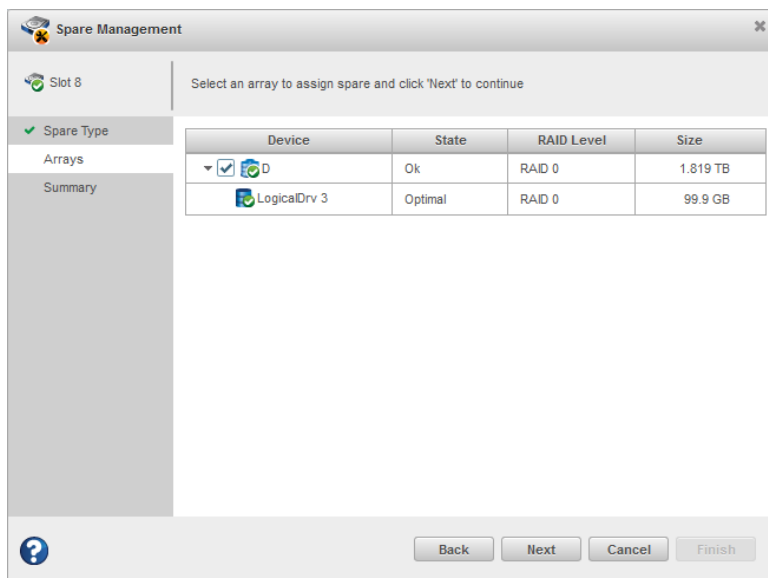 Spare Management
Slot 8
Select an array to assign spare and click 'Next' to continue
Spare Type
Arrays
Summary
Device State RAID Level Size
D Ok RAID 0 1.819 TB
LogicalDrv 3 Optimal RAID 0 99.9 GB
? Back Next Cancel Finish